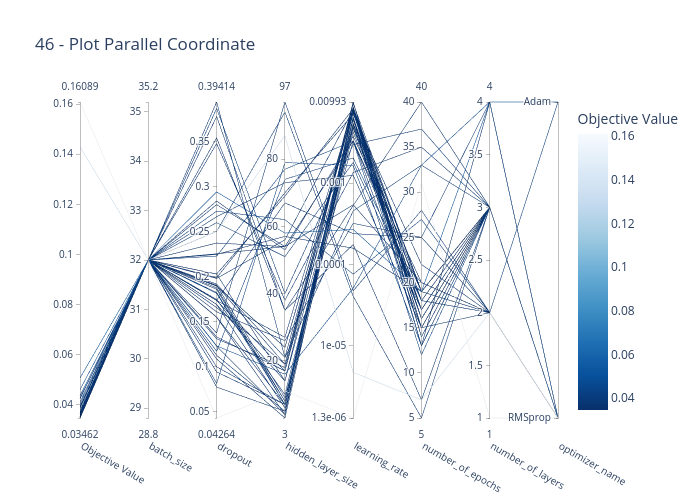 46 - Plot Parallel Coordinate
0.16089 35.2 0.39414 97 40 4
0.16 0.14 0.12 0.1 0.08 0.06 0.04
35 34 33 32 31 30 29
0.35 0.3 0.25 0.2 0.15 0.1 0.05
80 60 40 20
0.00993 0.001 0.0001 1e-05 1.3e-06
40 35 30 25 20 15 10 5
4 3.5 3 2.5 2 1.5 1
Adam RMSprop
0.03462 28.8 0.04264 3 5 1
Objective Value batch_size dropout hidden_layer_size learning_rate number_of_epochs number_of_layers optimizer_name
Objective Value
0.16
0.14
0.12
0.1
0.08
0.06
0.04